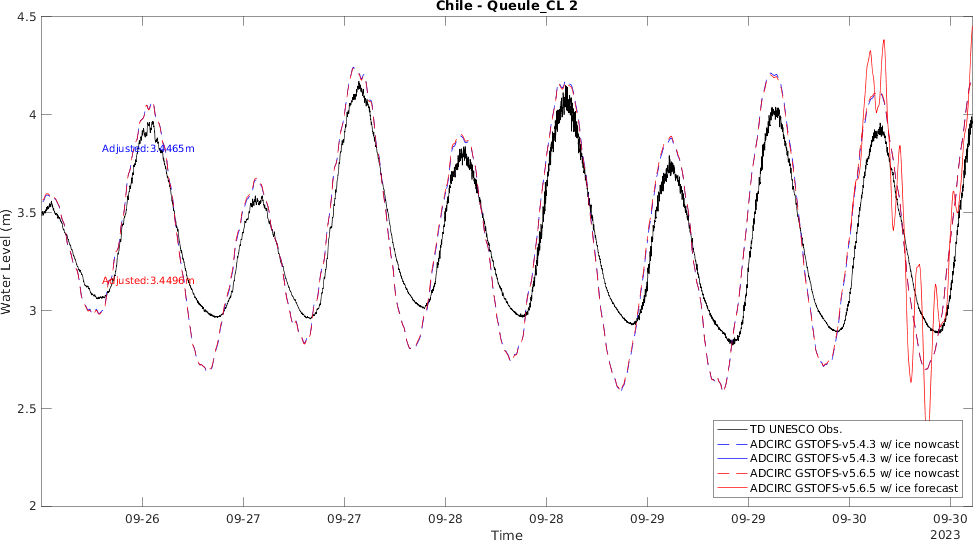 Chile - Queule_CL 2
4.5
4
3.5
3
2.5
2
Water Level (m)
Adjusted:3.4496m
TD UNESCO Obs.
ADCIRC GSTOFS-v5.4.3 w/ ice nowcast
ADCIRC GSTOFS-v5.4.3 w/ ice forecast
ADCIRC GSTOFS-v5.6.5 w/ ice nowcast
ADCIRC GSTOFS-v5.6.5 w/ ice forecast
09-26 09-27 09-27 09-28 09-28 09-29 09-29 09-30 09-30
2023
Time